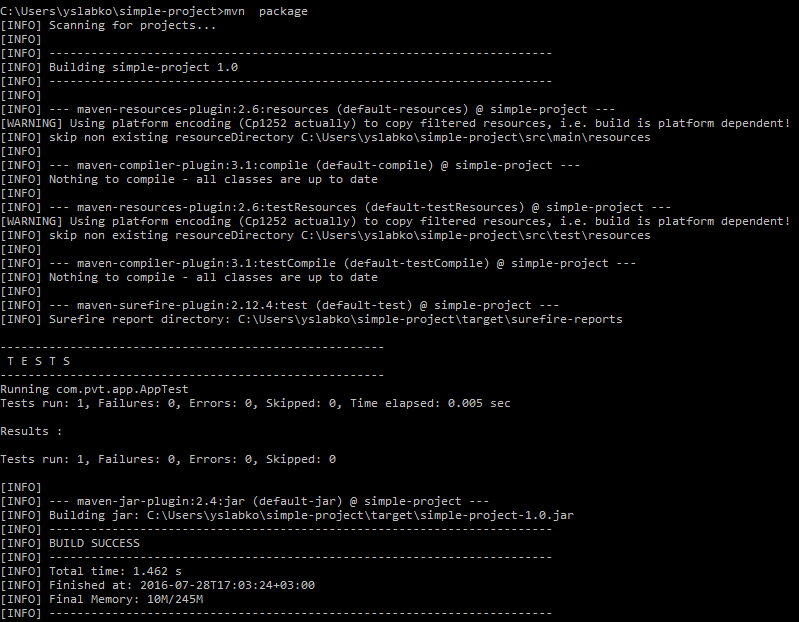 C:\Users\yslabko\simple-project>mvn  package
[INFO] Scanning for projects...
[INFO]
[INFO] ------------------------------------------------------------------------
[INFO] Building simple-project 1.0
[INFO] ------------------------------------------------------------------------
[INFO]
[INFO] --- maven-resources-plugin:2.6:resources (default-resources) @ simple-project ---
[WARNING] Using platform encoding (Cp1252 actually) to copy filtered resources, i.e. build is platform dependent!
[INFO] skip non existing resourceDirectory C:\Users\yslabko\simple-project\src\main\resources
[INFO]
[INFO] --- maven-compiler-plugin:3.1:compile (default-compile) @ simple-project ---
[INFO] Nothing to compile - all classes are up to date
[INFO]
[INFO] --- maven-resources-plugin:2.6:testResources (default-testResources) @ simple-project ---
[WARNING] Using platform encoding (Cp1252 actually) to copy filtered resources, i.e. build is platform dependent!
[INFO] skip non existing resourceDirectory C:\Users\yslabko\simple-project\src\test\resources
[INFO]
[INFO] --- maven-compiler-plugin:3.1:testCompile (default-testCompile) @ simple-project ---
[INFO] Nothing to compile - all classes are up to date
[INFO]
[INFO] --- maven-surefire-plugin:2.12.4:test (default-test) @ simple-project ---
[INFO] Surefire report directory: C:\Users\yslabko\simple-project\target\surefire-reports

-------------------------------------------------------
 T E S T S
-------------------------------------------------------
Running com.pvt.app.AppTest
Tests run: 1, Failures: 0, Errors: 0, Skipped: 0, Time elapsed: 0.005 sec

Results :

Tests run: 1, Failures: 0, Errors: 0, Skipped: 0

[INFO]
[INFO] --- maven-jar-plugin:2.4:jar (default-jar) @ simple-project ---
[INFO] Building jar: C:\Users\yslabko\simple-project\target\simple-project-1.0.jar
[INFO] ------------------------------------------------------------------------
[INFO] BUILD SUCCESS
[INFO] ------------------------------------------------------------------------
[INFO] Total time: 1.462 s
[INFO] Finished at: 2016-07-28T17:03:24+03:00
[INFO] Final Memory: 10M/245M
[INFO] ------------------------------------------------------------------------